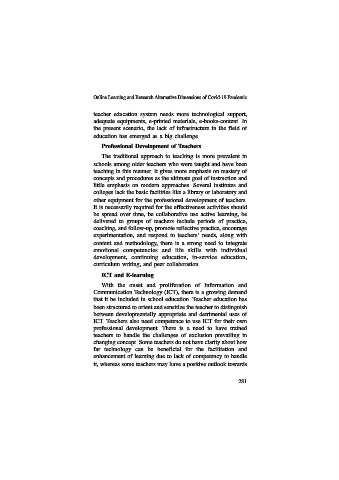 Online Learning and Research Alternative Dimensions of Covid-19 Pandemic
teacher education system needs more technological support,
adequate equipments, e-printed materials, e-books-content. In
the present scenario, the lack of infrastructure in the field of
education has emerged as a big challenge.
Professional Development of Teachers
The traditional approach to teaching is more prevalent in
schools among older teachers who were taught and have been
teaching in this manner. It gives more emphasis on mastery of
concepts and procedures as the ultimate goal of instruction and
little emphasis on modern approaches. Several institutes and
colleges lack the basic facilities like a library or laboratory and
other equipment for the professional development of teachers.
It is necessarily required for the effectiveness activities should
be spread over time, be collaborative use active learning, be
delivered to groups of teachers include periods of practice,
coaching, and follow-up, promote reflective practice, encourage
experimentation, and respond to teachers' needs, along with
content and methodology, there is a strong need to integrate
emotional competencies and life skills with individual
development, continuing education, in-service education,
curriculum writing, and peer collaboration.
ICT and E-learning
With the onset and proliferation of Information and
Communication Technology (ICT), there is a growing demand
that it be included in school education. Teacher education has
been structured to orient and sensitize the teacher to distinguish
between developmentally appropriate and detrimental uses of
ICT. Teachers also need competence to use ICT for their own
professional development. There is a need to have trained
teachers to handle the challenges of exclusion prevailing in
changing concept. Some teachers do not have clarity about how
far technology can be beneficial for the facilitation and
enhancement of learning due to lack of competency to handle
it, whereas some teachers may have a positive outlook towards
281